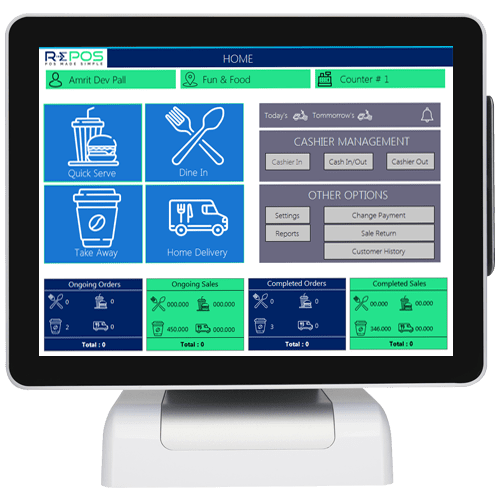 REPOS
POS MADE SIMPLE
HOME
Amrit Dev Pall
Fun & Food
Counter # 1
Quick Serve
Dine In
Take Away
Home Delivery
Today's
Tommorrow's
CASHIER MANAGEMENT
Cashier In
Cash In/Out
Cashier Out
OTHER OPTIONS
Settings
Change Payment
Reports
Sale Return
Customer History
Ongoing Orders
0 0
2 0
Total : 0
Ongoing Sales
000.000 00.000
450.000 000.000
Total : 0
Completed Orders
0 0
3 0
Total : 0
Completed Sales
00.000 00.000
346.000 00.000
Total : 0